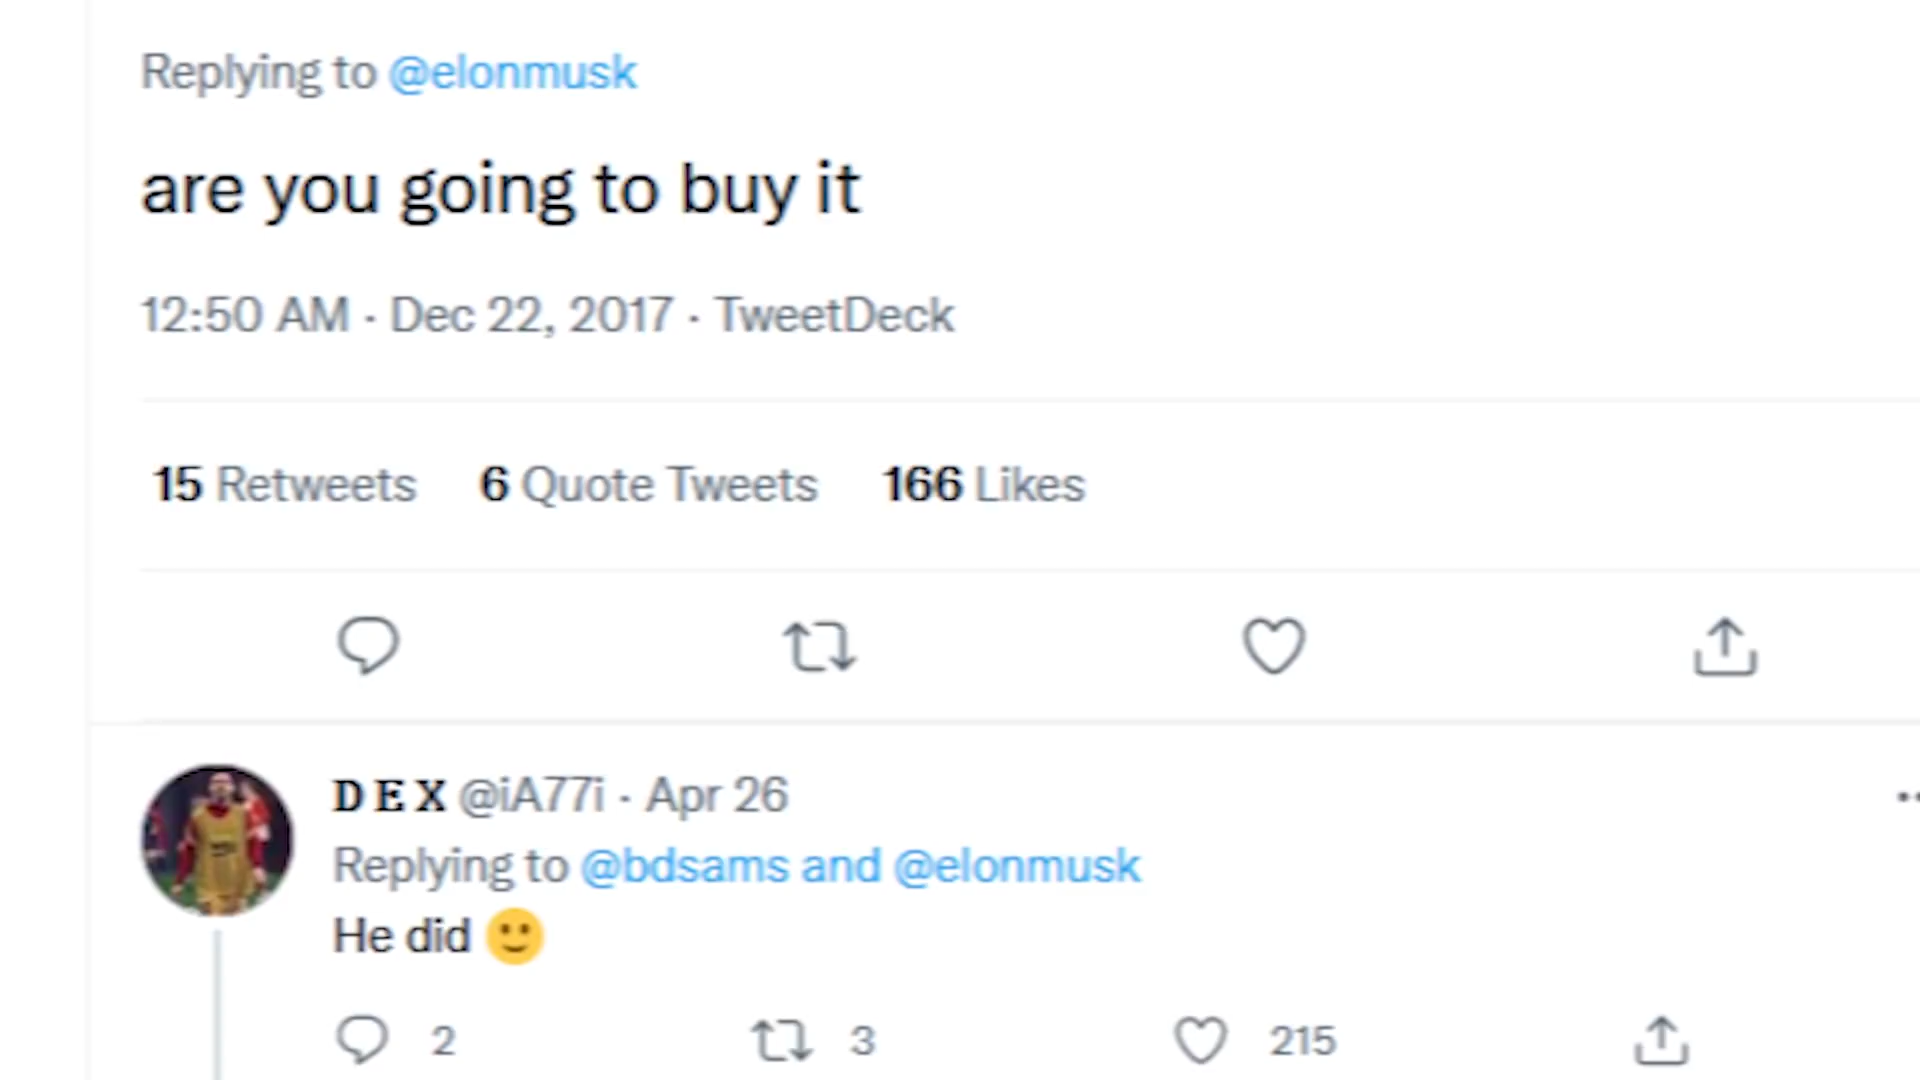 Replying to @elonmusk
are you going to buy it
12:50 AM · Dec 22, 2017 · TweetDeck
15 Retweets 6 Quote Tweets 166 Likes
D E X @iA77i · Apr 26
Replying to @bdsams and @elonmusk
He did 🙂
2 3 215